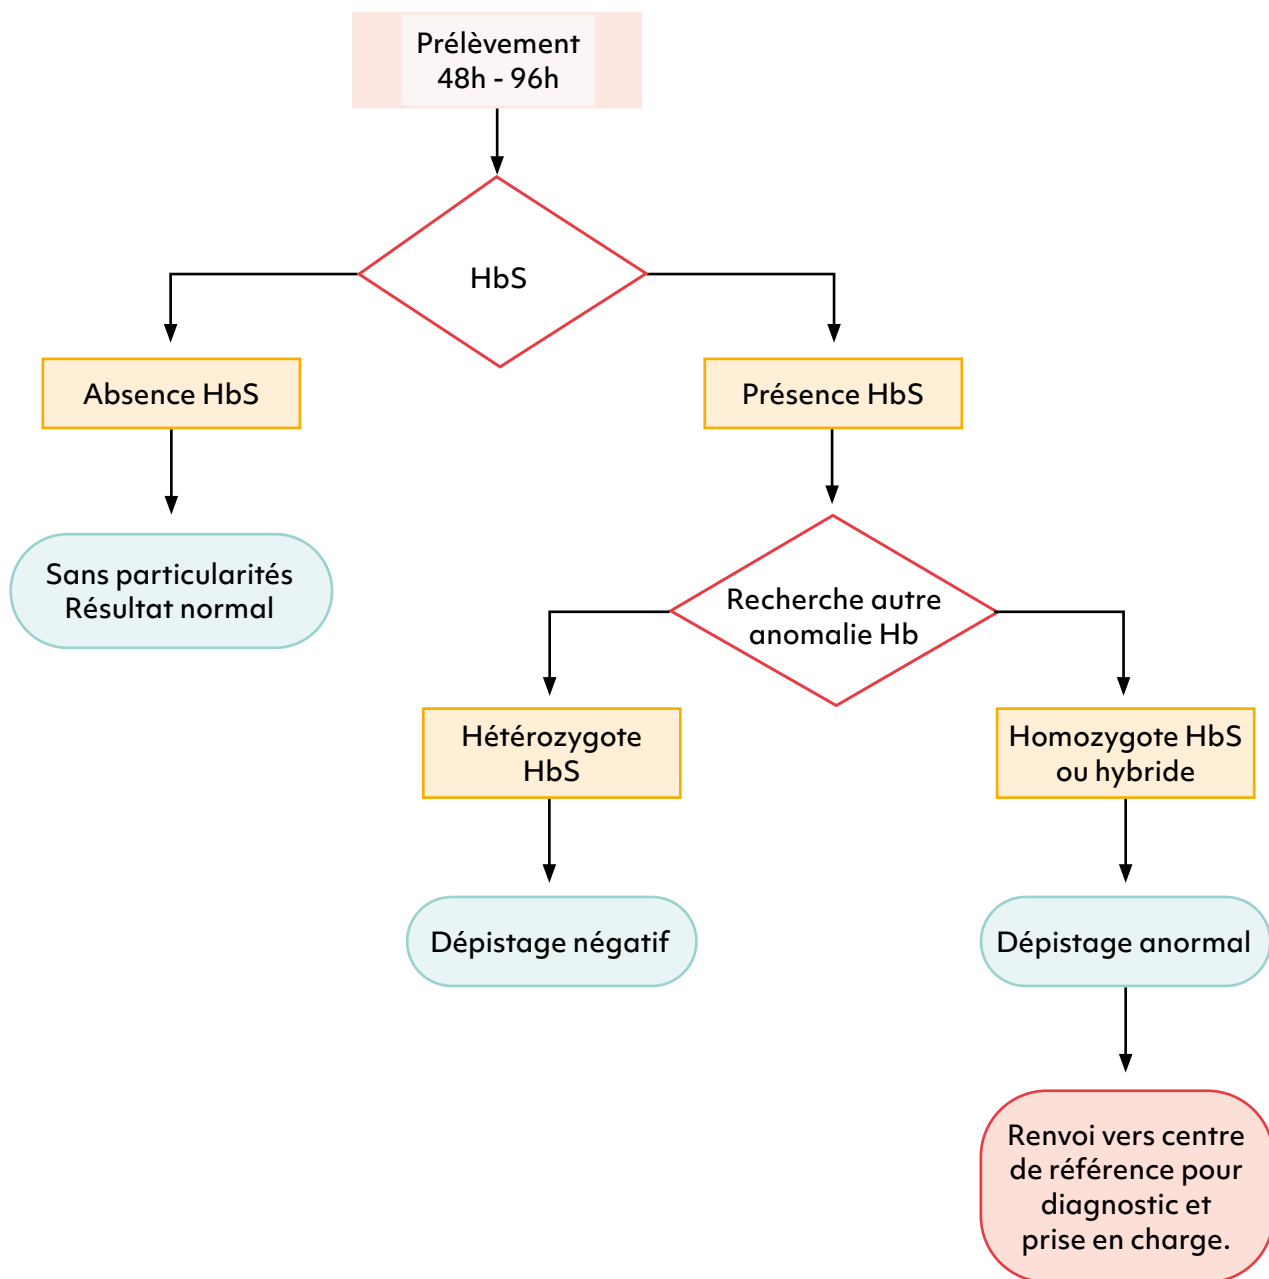 Prélèvement
48h - 96h
HbS
Absence HbS
Présence HbS
Sans particularités
Résultat normal
Recherche autre
anomalie Hb
Hétérozygote
HbS
Homozygote HbS
ou hybride
Dépistage négatif
Dépistage anormal
Renvoi vers centre
de référence pour
diagnostic et
prise en charge.